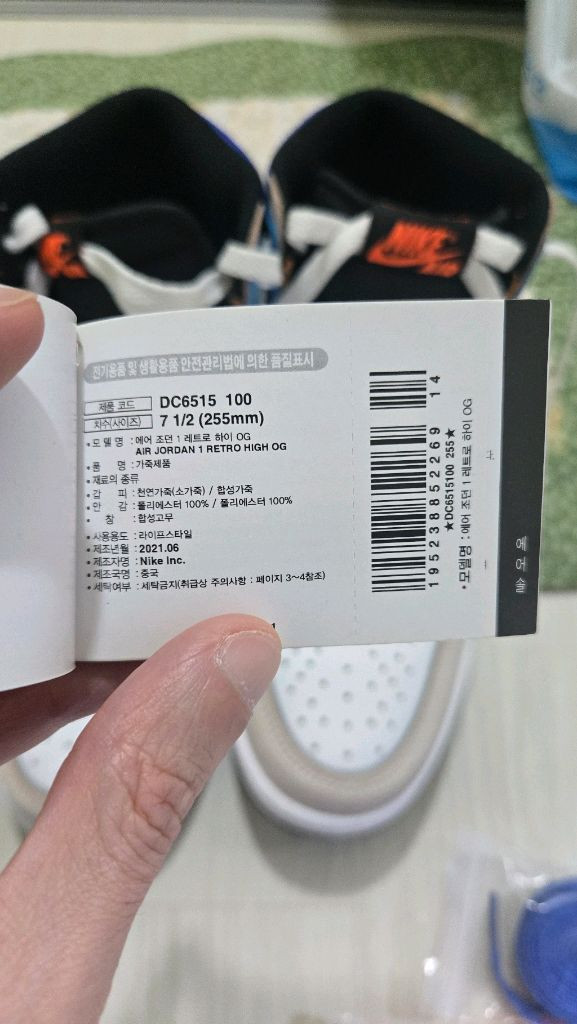 NIKE
AIR
전기용품 및 생활용품 안전관리법에 의한 품질표시
제품 코드 DC6515 100
치수(사이즈) 7 1/2 (255mm)
• 모 델 명 : 에어 조던 1 레트로 하이 OG
AIR JORDAN 1 RETRO HIGH OG
• 품 명 : 가죽제품
• 재료의 종류
• 겉 피 : 천연가죽(소가죽) / 합성가죽
• 안 감 : 폴리에스터 100% / 폴리에스터 100%
• 창 : 합성고무
• 사용용도 : 라이프스타일
• 제조년월 : 2021.06
• 제조자명 : Nike Inc.
• 제조국명 : 중국
• 세탁여부 : 세탁금지(취급상 주의사항 : 페이지 3~4참조)
1
195238852269 14
★DC6515100 255★
• 모델명 : 에어 조던 1 레트로 하이 OG
에어솔